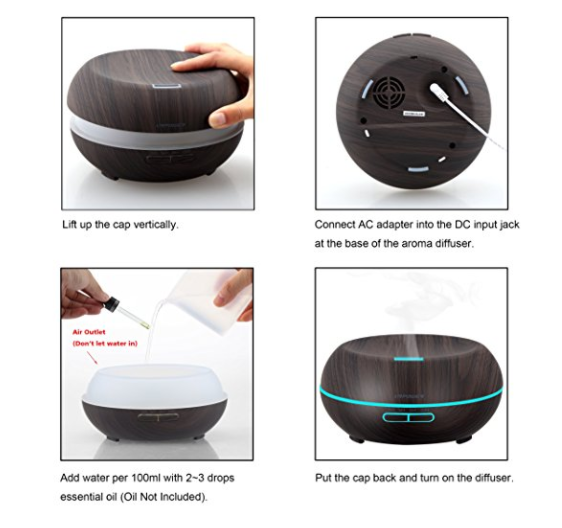 Lift up the cap vertically.
Connect AC adapter into the DC input jack
at the base of the aroma diffuser.
Air Outlet
(Don't let water in)
Add water per 100ml with 2~3 drops
essential oil (Oil Not Included).
Put the cap back and turn on the diffuser.